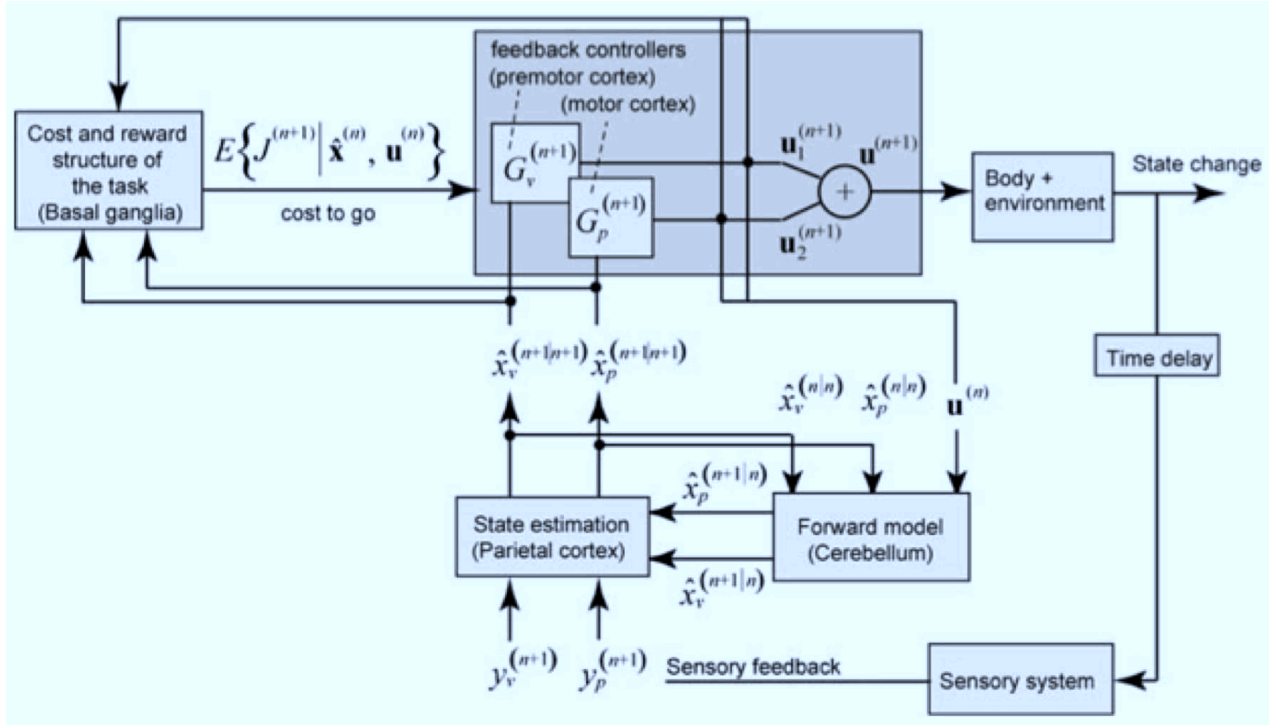 feedback controllers
(premotor cortex)
(motor cortex)
Cost and reward
structure of
the task
(Basal ganglia)
E{J^(n+1)| x̂^(n), u^(n)}
cost to go
G_v^(n+1)
G_p^(n+1)
u_1^(n+1)
u^(n+1)
+
u_2^(n+1)
Body +
environment
State change
Time delay
x̂_v^(n+1|n+1) x̂_p^(n+1|n+1)
x̂_v^(n|n) x̂_p^(n|n) u^(n)
x̂_p^(n+1|n)
State estimation
(Parietal cortex)
Forward model
(Cerebellum)
x̂_v^(n+1|n)
y_v^(n+1) y_p^(n+1)
Sensory feedback
Sensory system